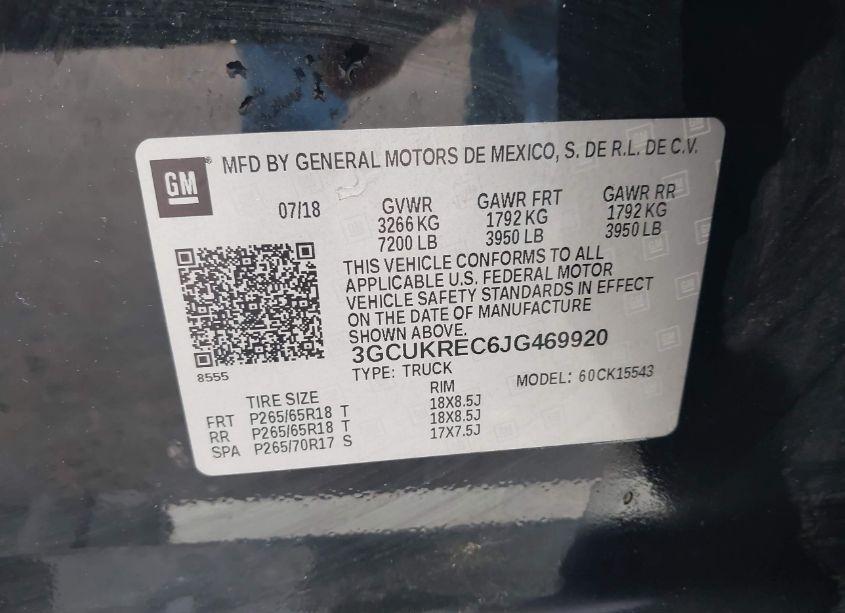 GM
MFD BY GENERAL MOTORS DE MEXICO, S. DE R.L. DE C.V.
07/18 GVWR GAWR FRT GAWR RR
3266 KG 1792 KG 1792 KG
7200 LB 3950 LB 3950 LB
THIS VEHICLE CONFORMS TO ALL
APPLICABLE U.S. FEDERAL MOTOR
VEHICLE SAFETY STANDARDS IN EFFECT
ON THE DATE OF MANUFACTURE
SHOWN ABOVE.
3GCUKREC6JG469920
8555
TYPE: TRUCK MODEL: 60CK15543
TIRE SIZE RIM
FRT P265/65R18 T 18X8.5J
RR P265/65R18 T 18X8.5J
SPA P265/70R17 S 17X7.5J